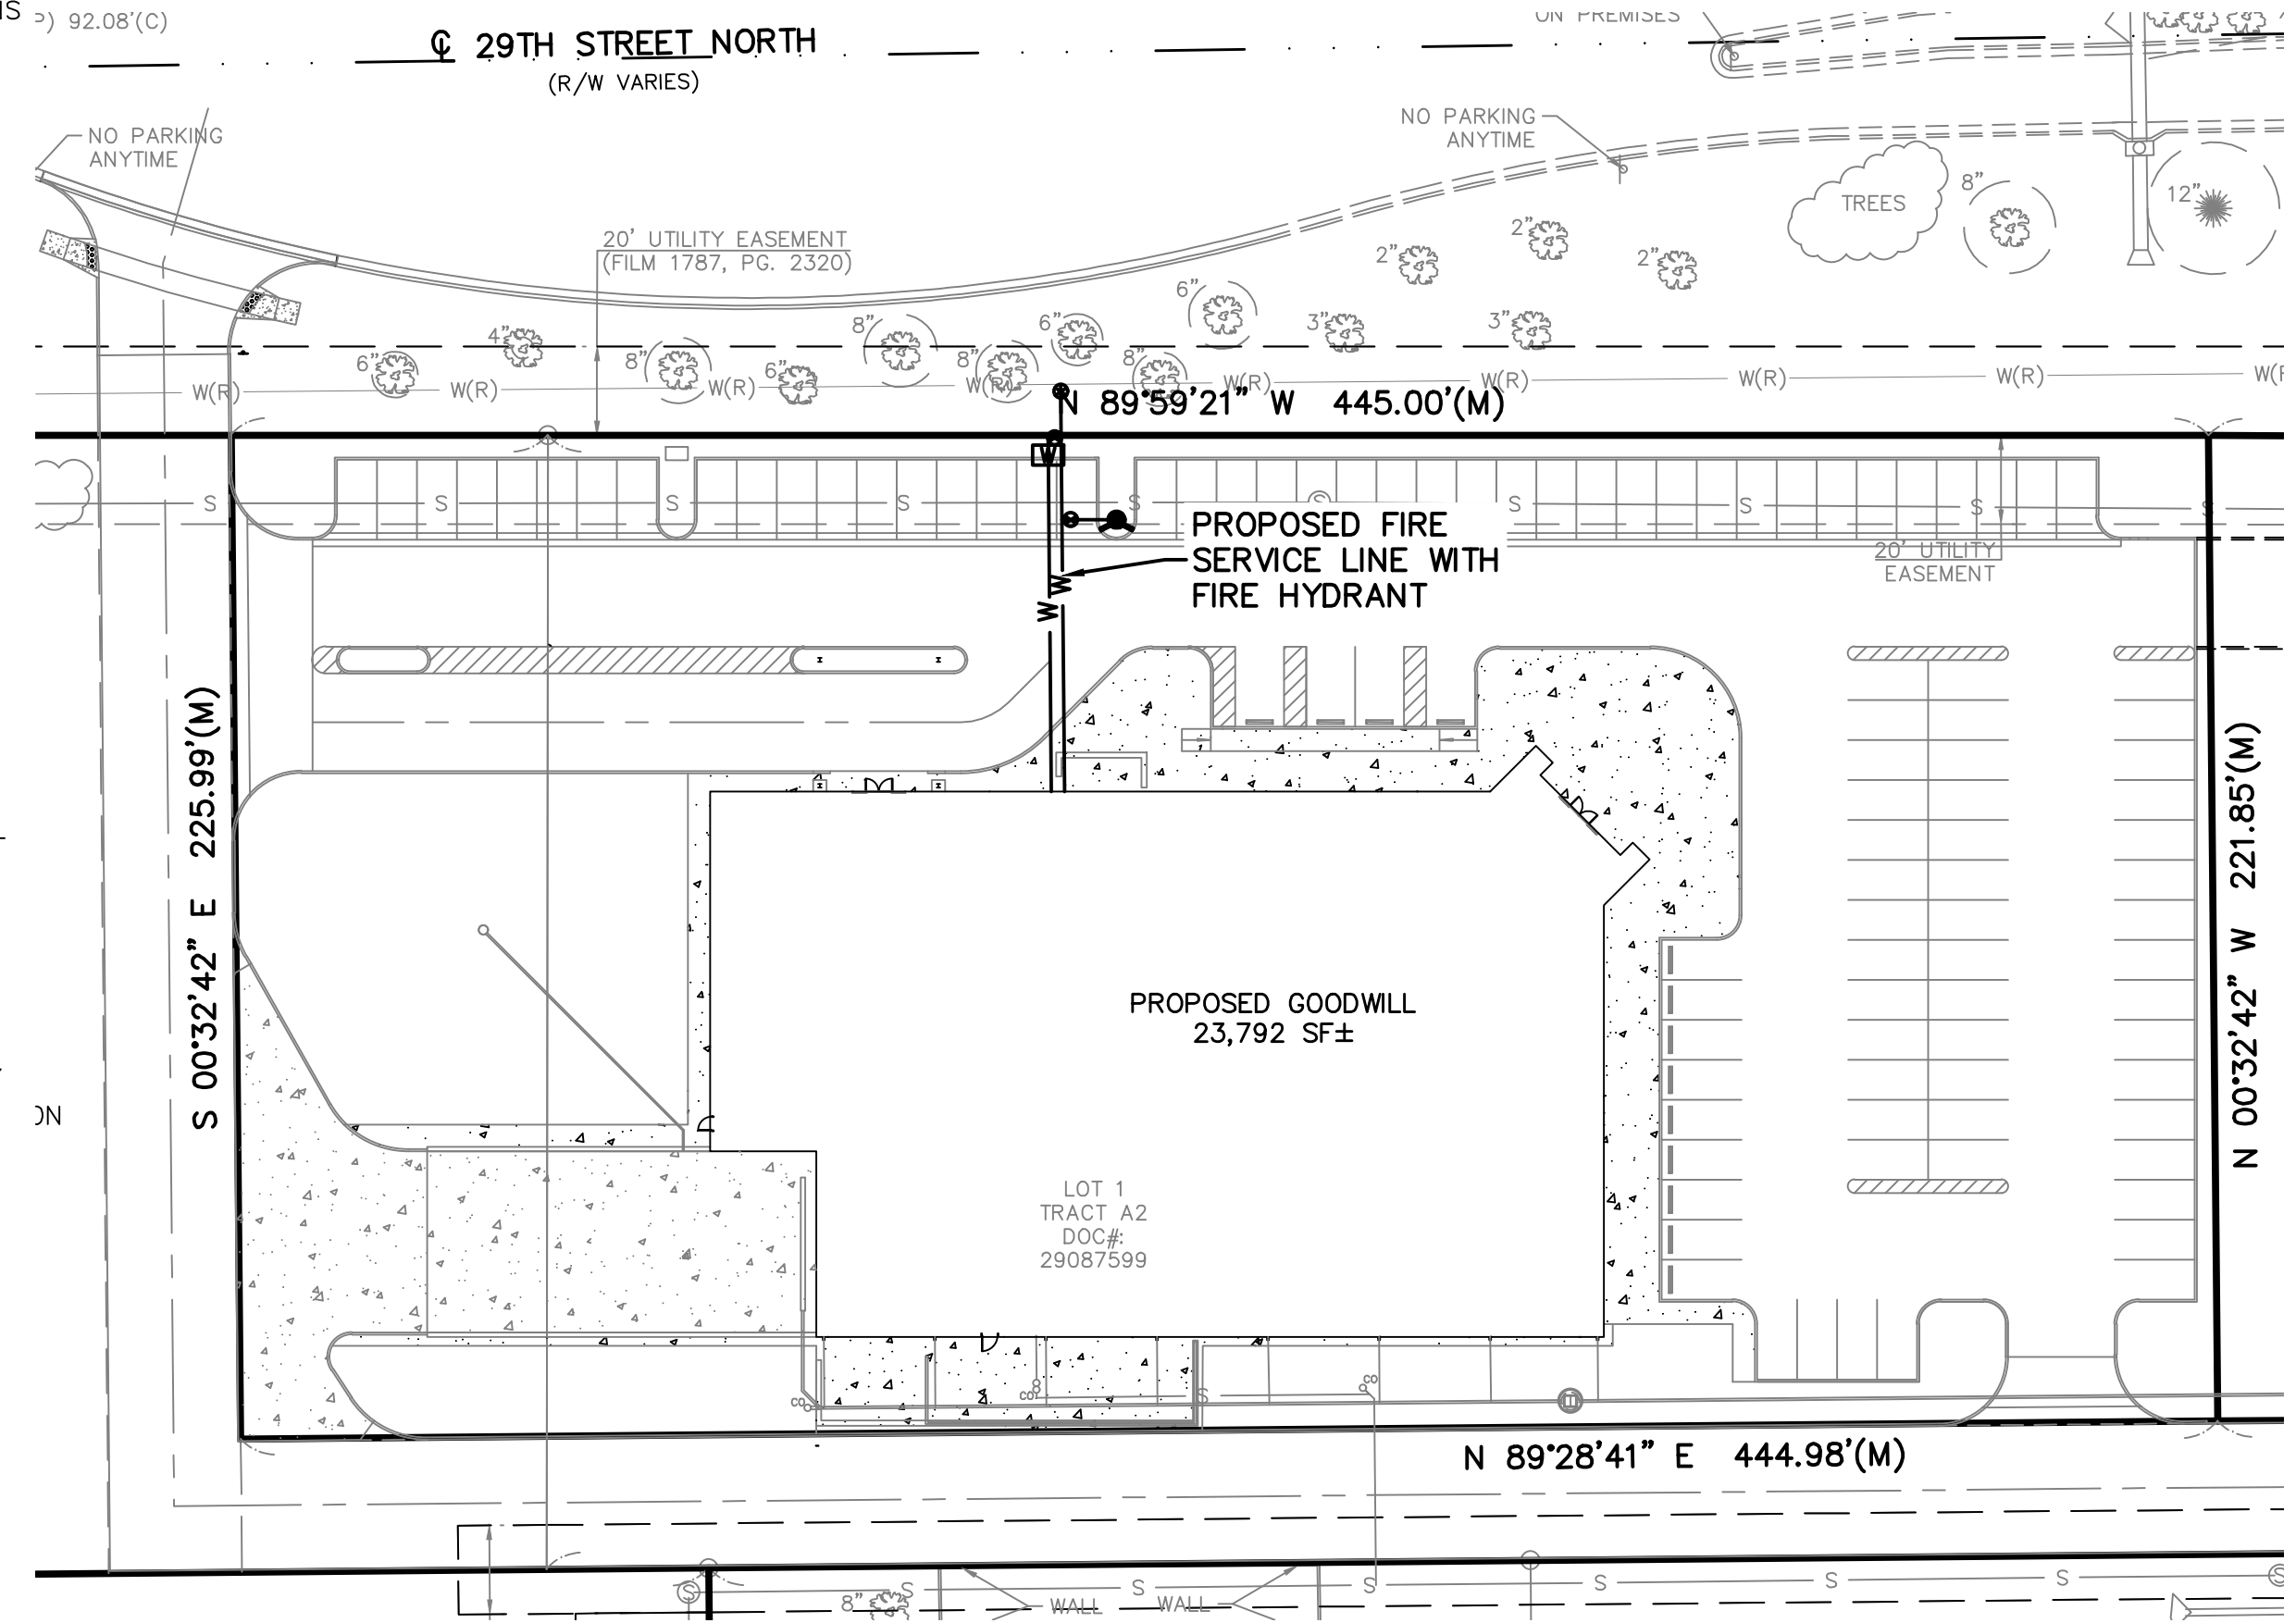 P) 92.08'(C)
℄ 29TH STREET NORTH
(R/W VARIES)
ON PREMISES
NO PARKING
ANYTIME
NO PARKING
ANYTIME
TREES
8"
12"
20' UTILITY EASEMENT
(FILM 1787, PG. 2320)
2"
2"
2"
6"
4"
8"
6"
3"
3"
6"
8"
6"
8"
8"
W(R)
W(R)
W(R)
W(R)
W(R)
W(R)
W(R)
W(R)
N 89°59'21" W 445.00'(M)
W
S
S
S
S
S
S
S
S
S
S
PROPOSED FIRE
SERVICE LINE WITH
FIRE HYDRANT
W
W
20' UTILITY
EASEMENT
S 00°32'42" E 225.99'(M)
N 00°32'42" W 221.85'(M)
PROPOSED GOODWILL
23,792 SF±
ON
LOT 1
TRACT A2
DOC#:
29087599
CO
CO
CO
S
N 89°28'41" E 444.98'(M)
S
S
S
S
S
S
S
S
8"
WALL
WALL